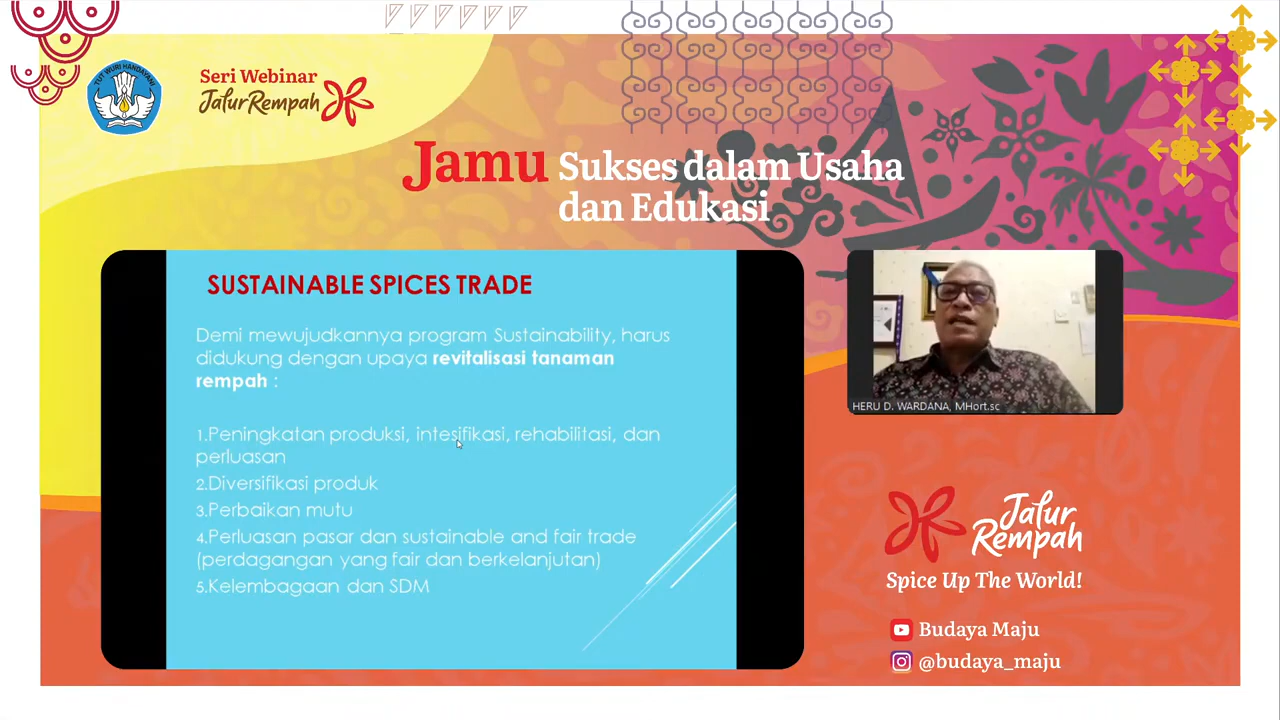 TUT WURI HANDAYANI
Seri Webinar
Jalur Rempah
Jamu Sukses dalam Usaha
dan Edukasi
SUSTAINABLE SPICES TRADE
Demi mewujudkannya program Sustainability, harus
didukung dengan upaya revitalisasi tanaman
rempah :
1.Peningkatan produksi, intesifikasi, rehabilitasi, dan
perluasan
2.Diversifikasi produk
3.Perbaikan mutu
4.Perluasan pasar dan sustainable and fair trade
(perdagangan yang fair dan berkelanjutan)
5.Kelembagaan dan SDM
HERU D. WARDANA, MHort.sc
Jalur
Rempah
Spice Up The World!
Budaya Maju
@budaya_maju